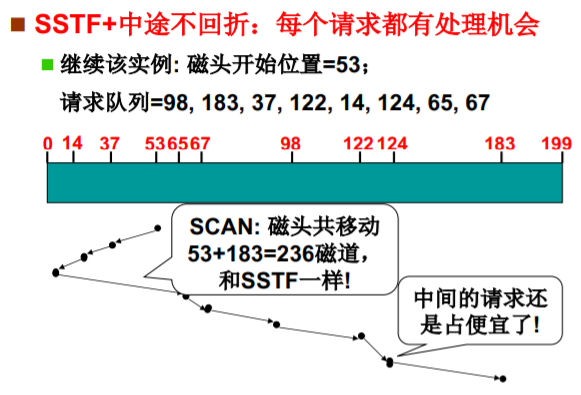 SSTF+中途不回折：每个请求都有处理机会
继续该实例: 磁头开始位置=53；
请求队列=98, 183, 37, 122, 14, 124, 65, 67
0 14 37 53 65 67 98 122 124 183 199
SCAN: 磁头共移动
53+183=236磁道，
和SSTF一样!
中间的请求还
是占便宜了!